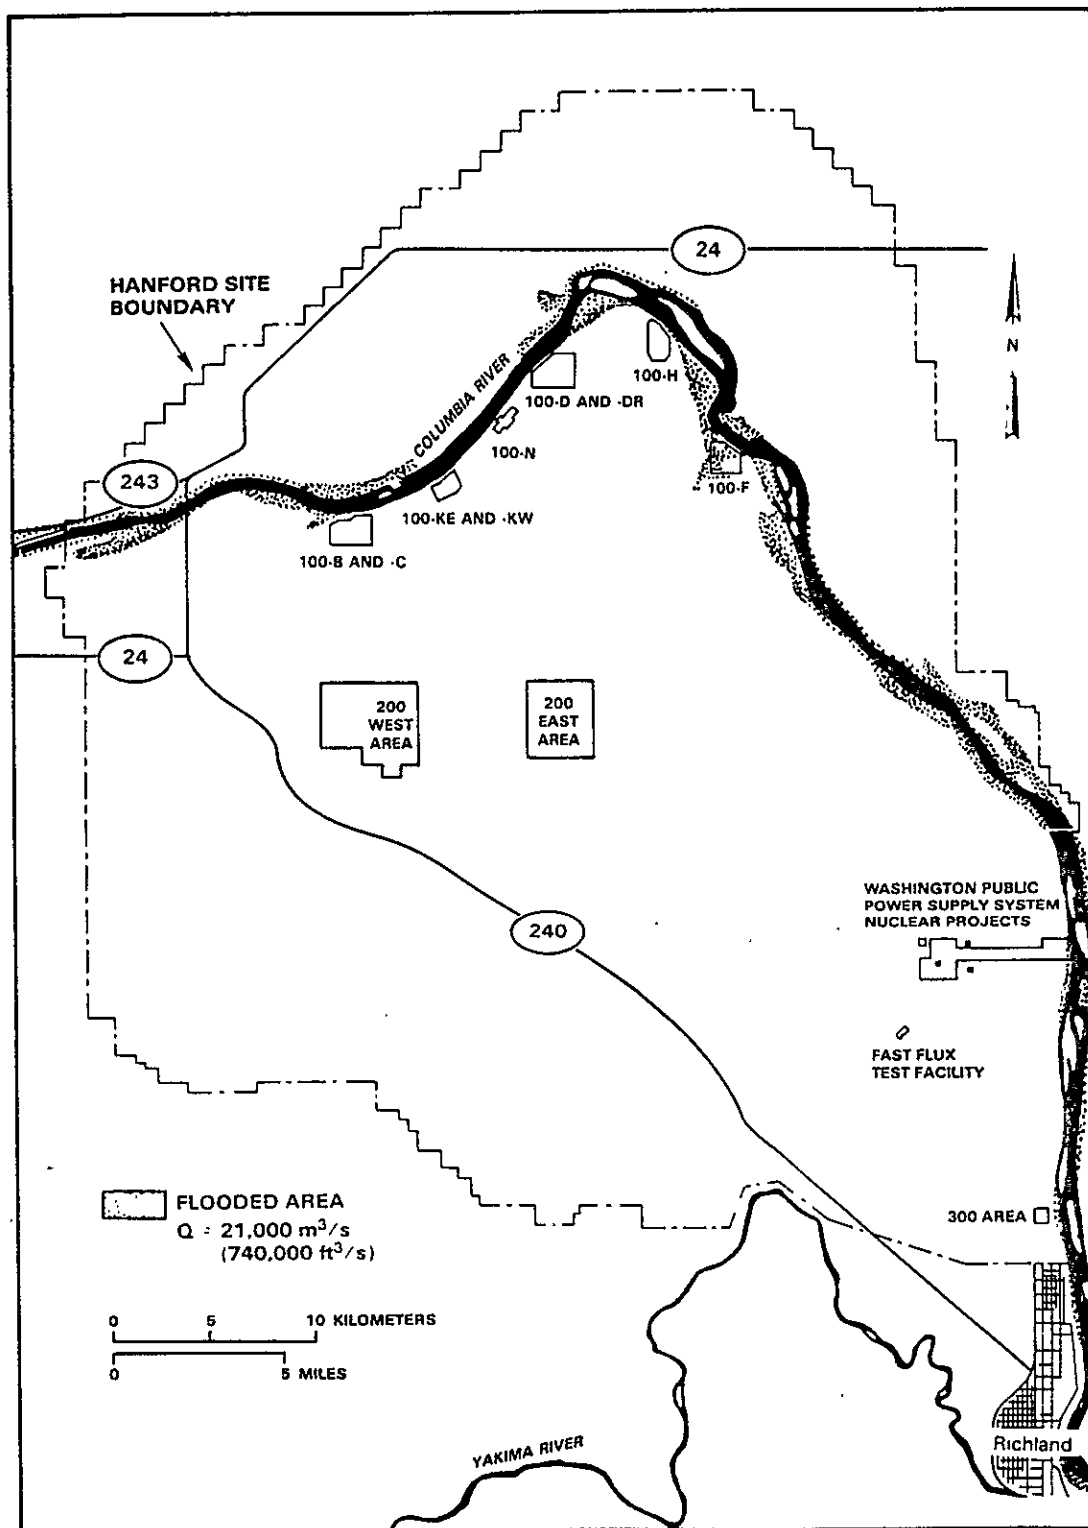 24
HANFORD SITE
BOUNDARY
N
COLUMBIA RIVER
100-H
100-D AND -DR
100-N
243
100-F
100-KE AND -KW
100-B AND -C
24
200
WEST
AREA
200
EAST
AREA
WASHINGTON PUBLIC
POWER SUPPLY SYSTEM
NUCLEAR PROJECTS
240
FAST FLUX
TEST FACILITY
FLOODED AREA
Q = 21,000 m³/s
(740,000 ft³/s)
300 AREA
0 5 10 KILOMETERS
0 5 MILES
Richland
YAKIMA RIVER